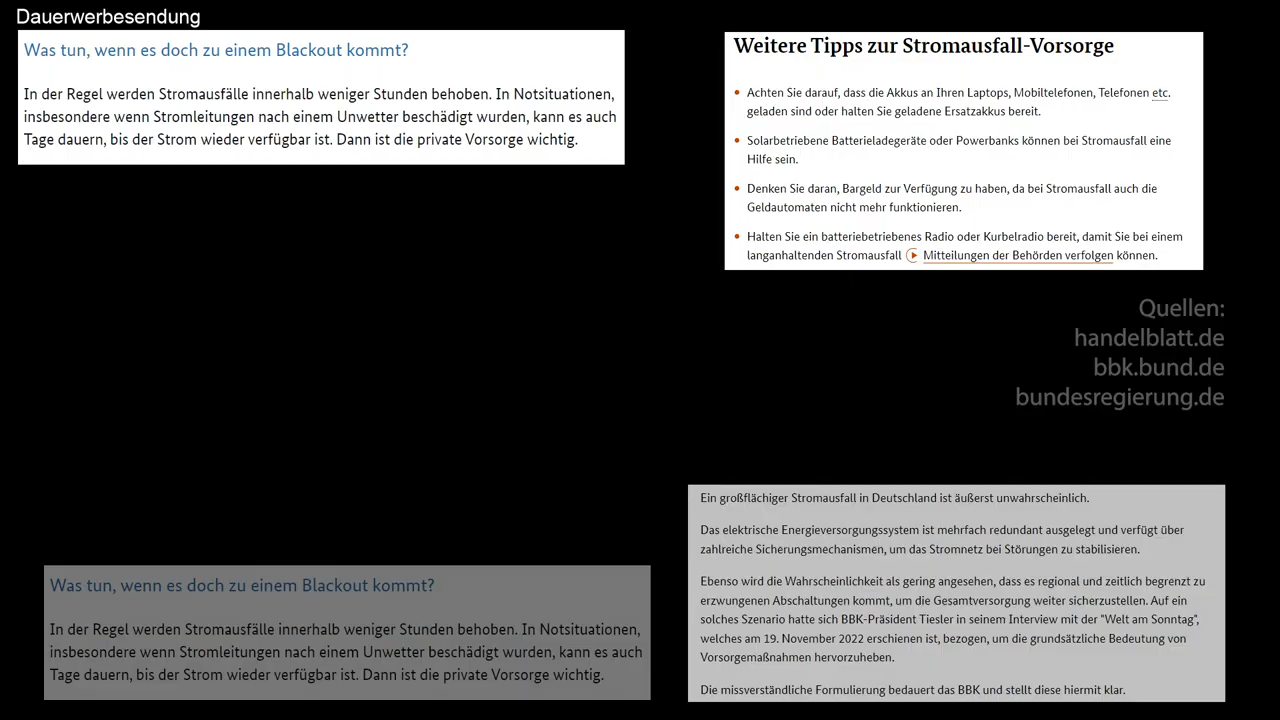 Dauerwerbesendung
Was tun, wenn es doch zu einem Blackout kommt?
In der Regel werden Stromausfälle innerhalb weniger Stunden behoben. In Notsituationen,
insbesondere wenn Stromleitungen nach einem Unwetter beschädigt wurden, kann es auch
Tage dauern, bis der Strom wieder verfügbar ist. Dann ist die private Vorsorge wichtig.
Weitere Tipps zur Stromausfall-Vorsorge
Achten Sie darauf, dass die Akkus an Ihren Laptops, Mobiltelefonen, Telefonen etc.
geladen sind oder halten Sie geladene Ersatzakkus bereit.
Solarbetriebene Batterieladegeräte oder Powerbanks können bei Stromausfall eine
Hilfe sein.
Denken Sie daran, Bargeld zur Verfügung zu haben, da bei Stromausfall auch die
Geldautomaten nicht mehr funktionieren.
Halten Sie ein batteriebetriebenes Radio oder Kurbelradio bereit, damit Sie bei einem
langanhaltenden Stromausfall Mitteilungen der Behörden verfolgen können.
Quellen:
handelblatt.de
bbk.bund.de
bundesregierung.de
Was tun, wenn es doch zu einem Blackout kommt?
In der Regel werden Stromausfälle innerhalb weniger Stunden behoben. In Notsituationen,
insbesondere wenn Stromleitungen nach einem Unwetter beschädigt wurden, kann es auch
Tage dauern, bis der Strom wieder verfügbar ist. Dann ist die private Vorsorge wichtig.
Ein großflächiger Stromausfall in Deutschland ist äußerst unwahrscheinlich.
Das elektrische Energieversorgungssystem ist mehrfach redundant ausgelegt und verfügt über
zahlreiche Sicherungsmechanismen, um das Stromnetz bei Störungen zu stabilisieren.
Ebenso wird die Wahrscheinlichkeit als gering angesehen, dass es regional und zeitlich begrenzt zu
erzwungenen Abschaltungen kommt, um die Gesamtversorgung weiter sicherzustellen. Auf ein
solches Szenario hatte sich BBK-Präsident Tiesler in seinem Interview mit der "Welt am Sonntag",
welches am 19. November 2022 erschienen ist, bezogen, um die grundsätzliche Bedeutung von
Vorsorgemaßnahmen hervorzuheben.
Die missverständliche Formulierung bedauert das BBK und stellt diese hiermit klar.